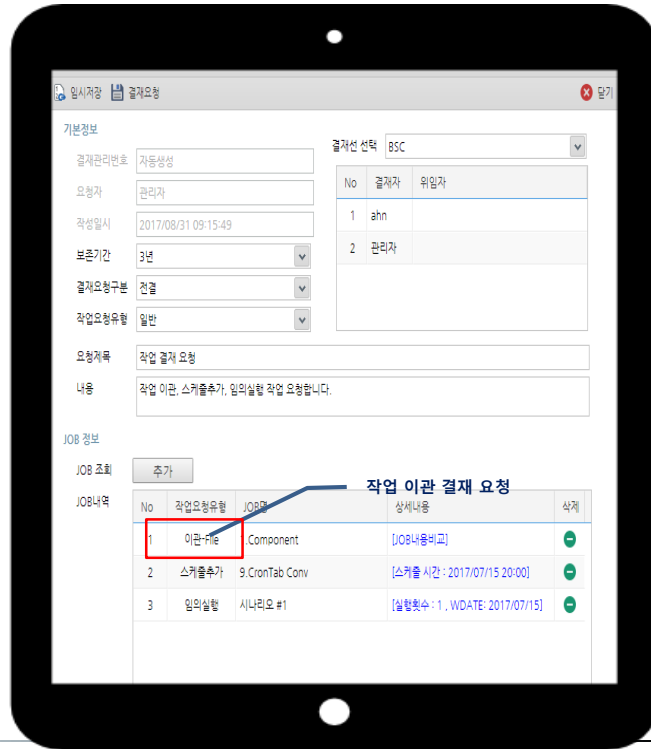 임시저장 결재요청 닫기
기본정보
결재관리번호 자동생성
요청자 관리자
작성일시 2017/08/31 09:15:49
보존기간 3년
결재요청구분 전결
작업요청유형 일반
결재선 선택 BSC
No 결재자 위임자
1 ahn
2 관리자
요청제목 작업 결재 요청
내용 작업 이관, 스케줄추가, 임의실행 작업 요청합니다.
JOB 정보
JOB 조회 추가
작업 이관 결재 요청
JOB내역
No 작업요청유형 JOB명 상세내용 삭제
1 이관-File .Component [JOB내용비교]
2 스케줄추가 9.CronTab Conv [스케줄 시간 : 2017/07/15 20:00]
3 임의실행 시나리오 #1 [실행횟수 : 1 , WDATE: 2017/07/15]